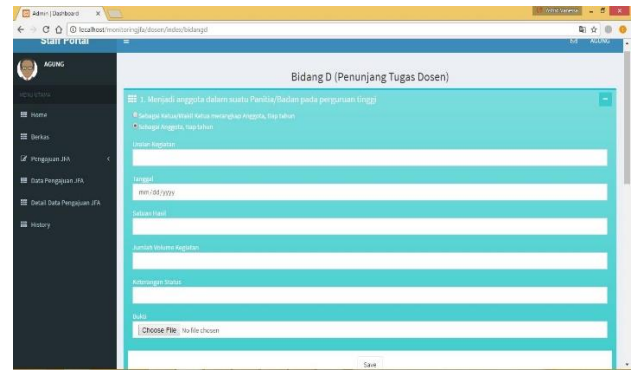 Admin | Dashboard
localhost/monitoringjfa/dosen/index/bidangd
Staff Portal
AGUNG
AGUNG
MENU UTAMA
Home
Berkas
Pengajuan JFA
Data Pengajuan JFA
Detail Data Pengajuan JFA
History
Bidang D (Penunjang Tugas Dosen)
1. Menjadi anggota dalam suatu Panitia/Badan pada perguruan tinggi
Sebagai Ketua/Wakil Ketua merangkap Anggota, tiap tahun
Sebagai Anggota, tiap tahun
Uraian Kegiatan
Tanggal
mm/dd/yyyy
Satuan Hasil
Jumlah Volume Kegiatan
Keterangan Status
Bukti
Choose File No file chosen
Save